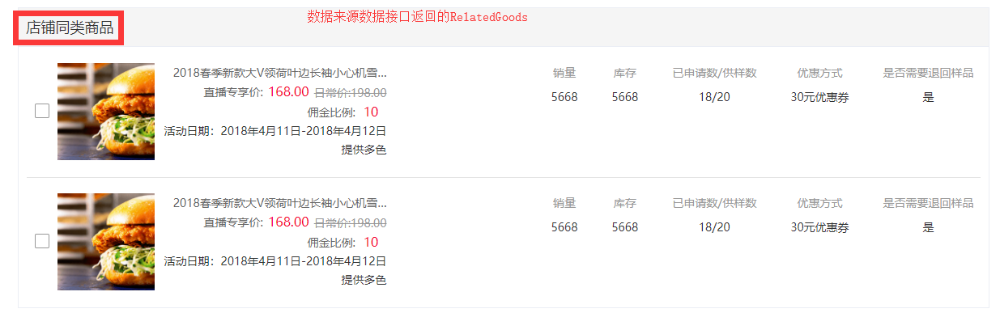 店铺同类商品
数据来源数据接口返回的RelatedGoods
2018春季新款大V领荷叶边长袖小心机雪...
直播专享价: 168.00 日常价:198.00
佣金比例: 10
活动日期：2018年4月11日-2018年4月12日
提供多色
销量 库存 已申请数/供样数 优惠方式 是否需要退回样品
5668 5668 18/20 30元优惠券 是
2018春季新款大V领荷叶边长袖小心机雪...
直播专享价: 168.00 日常价:198.00
佣金比例: 10
活动日期：2018年4月11日-2018年4月12日
提供多色
销量 库存 已申请数/供样数 优惠方式 是否需要退回样品
5668 5668 18/20 30元优惠券 是